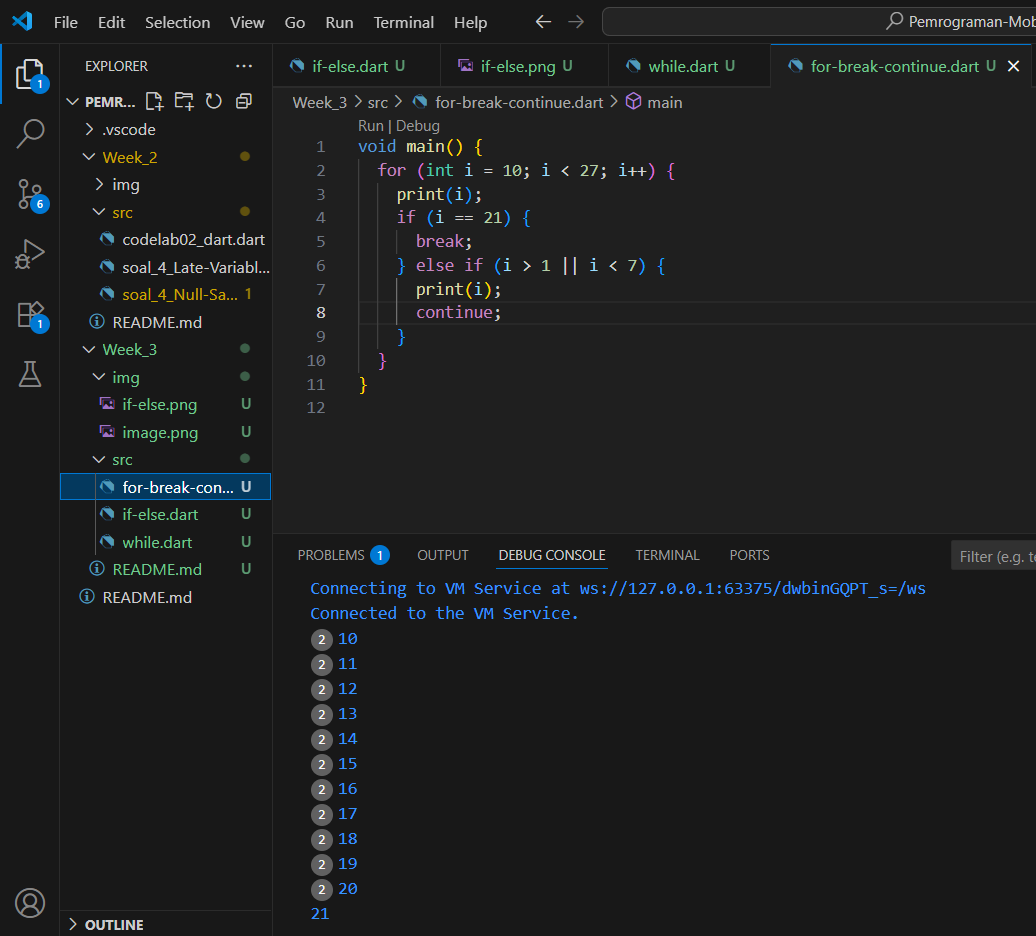 File Edit Selection View Go Run Terminal Help
Pemrograman-Mob
EXPLORER
PEMR...
.vscode
Week_2
img
src
codelab02_dart.dart
soal_4_Late-Variabl...
soal_4_Null-Sa... 1
README.md
Week_3
img
if-else.png U
image.png U
src
for-break-con... U
if-else.dart U
while.dart U
README.md U
README.md
OUTLINE
1
6
1
if-else.dart U if-else.png U while.dart U for-break-continue.dart U
Week_3 > src > for-break-continue.dart > main
Run | Debug
1 void main() {
2 for (int i = 10; i < 27; i++) {
3 print(i);
4 if (i == 21) {
5 break;
6 } else if (i > 1 || i < 7) {
7 print(i);
8 continue;
9 }
10 }
11 }
12
PROBLEMS 1 OUTPUT DEBUG CONSOLE TERMINAL PORTS Filter (e.g. te
Connecting to VM Service at ws://127.0.0.1:63375/dwbinGQPT_s=/ws
Connected to the VM Service.
2 10
2 11
2 12
2 13
2 14
2 15
2 16
2 17
2 18
2 19
2 20
21